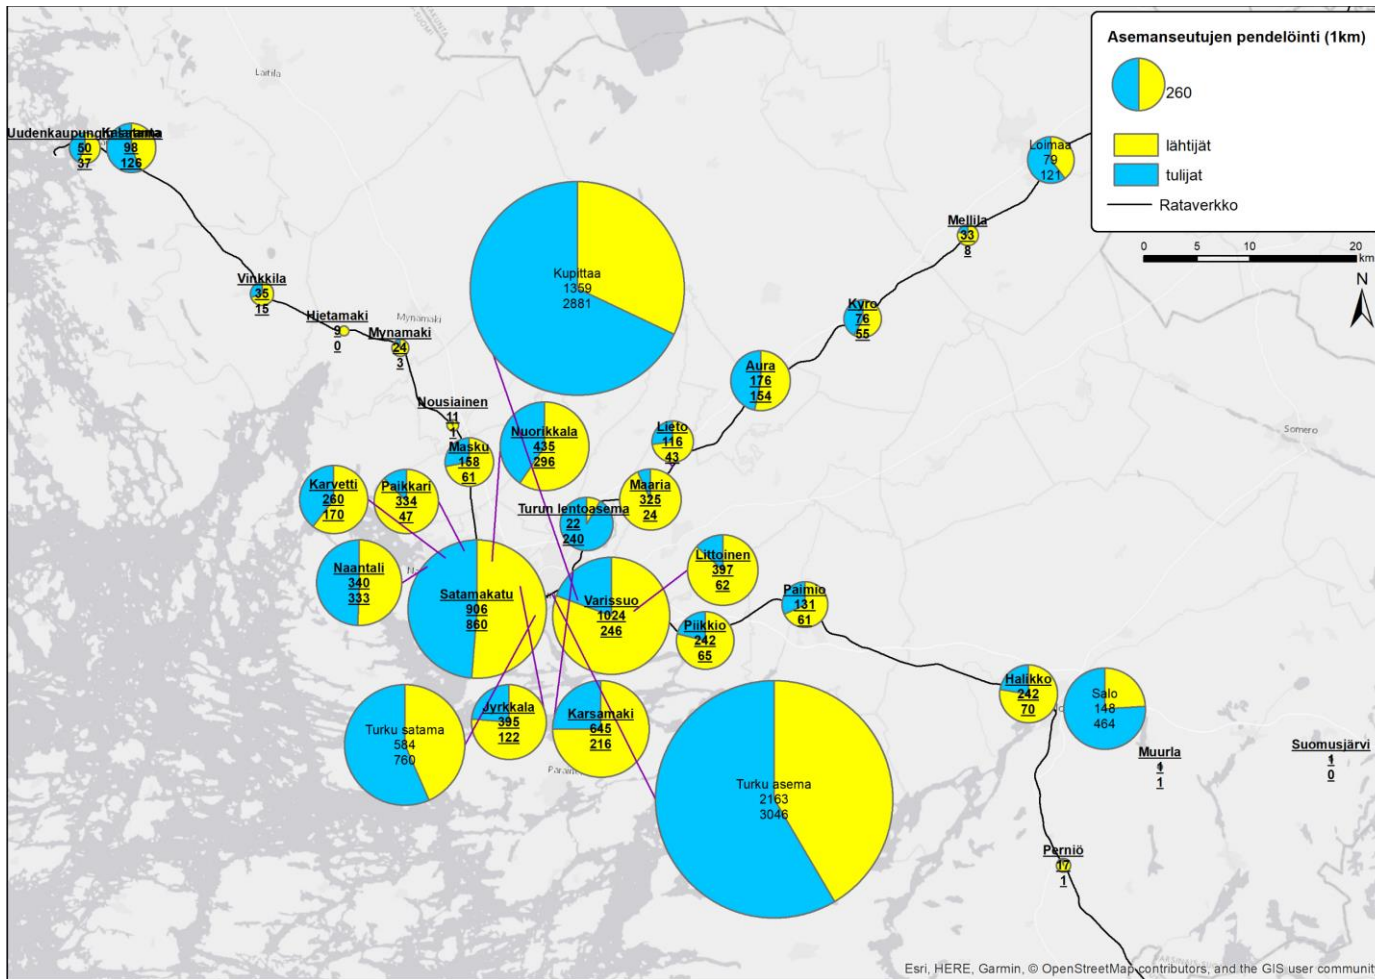 Asemanseutujen pendelöinti (1km)
260
lähtijät
tulijat
Rataverkko
0 5 10 20
km
N
Laitila
50
37
98
126
Vinkkila
35
15
Hietamaki
9
0
Mynamaki
Mynamaki
24
3
Nousiainen
11
1
Masku
158
61
Kupittaa
1359
2881
Loimaa
79
121
Mellila
33
8
Kyro
76
55
Aura
176
154
Lieto
116
43
Maaria
325
24
Nuorikkala
435
296
Karvetti
260
170
Paikkari
334
47
Turun lentoasema
22
240
Naantali
340
333
Satamakatu
906
860
Varissuo
1024
246
Littoinen
397
62
Piikkio
242
65
Paimio
131
61
Somero
Halikko
242
70
Salo
148
464
Muurla
1
Suomusjärvi
1
0
Perniö
17
1
Turku satama
584
760
Jyrkkala
395
122
Karsamaki
645
216
Turku asema
2163
3046
Esri, HERE, Garmin, © OpenStreetMap contributors, and the GIS user communit